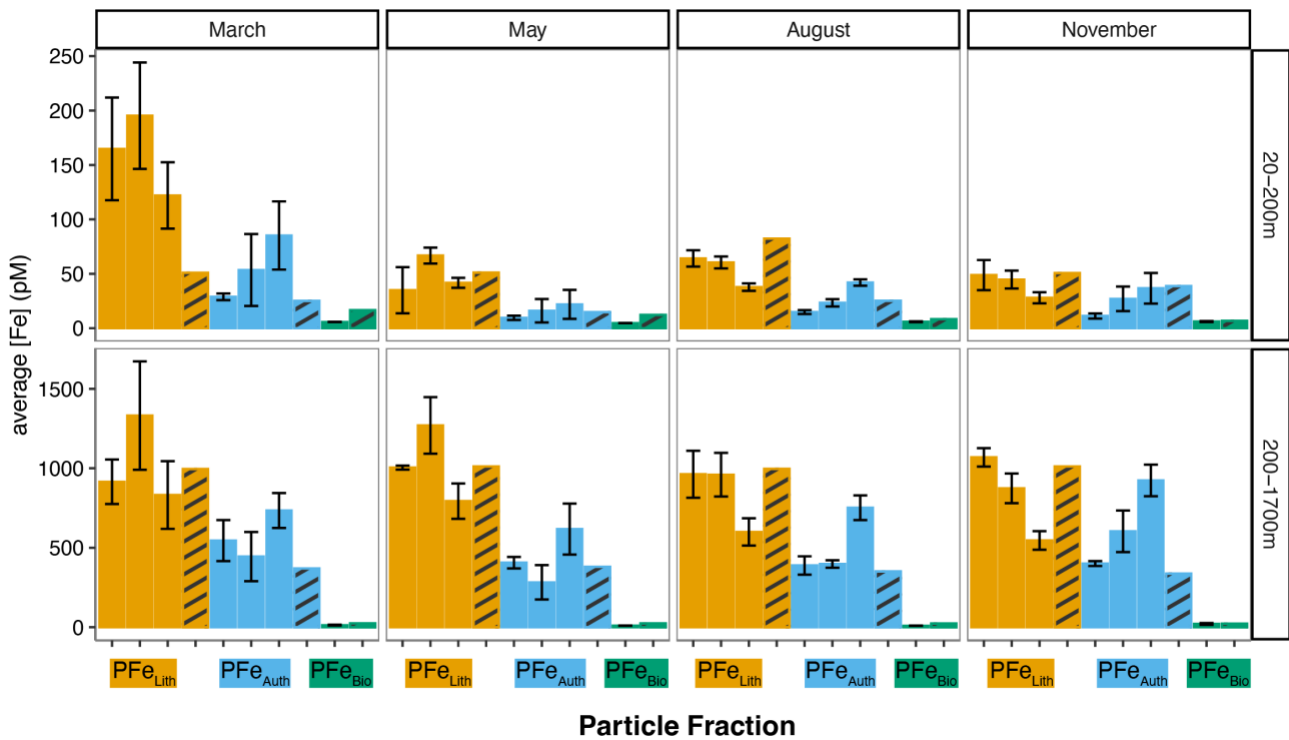 March May August November
250
200
150
100
50
0
20–200m
1500
1000
500
0
200–1700m
average [Fe] (pM)
PFeLith PFeAuth PFeBio PFeLith PFeAuth PFeBio PFeLith PFeAuth PFeBio PFeLith PFeAuth PFeBio
Particle Fraction